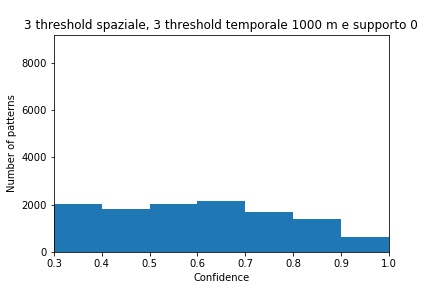 3 threshold spaziale, 3 threshold temporale 1000 m e supporto 0
8000
6000
4000
2000
0
Number of patterns
0.3 0.4 0.5 0.6 0.7 0.8 0.9 1.0
Confidence